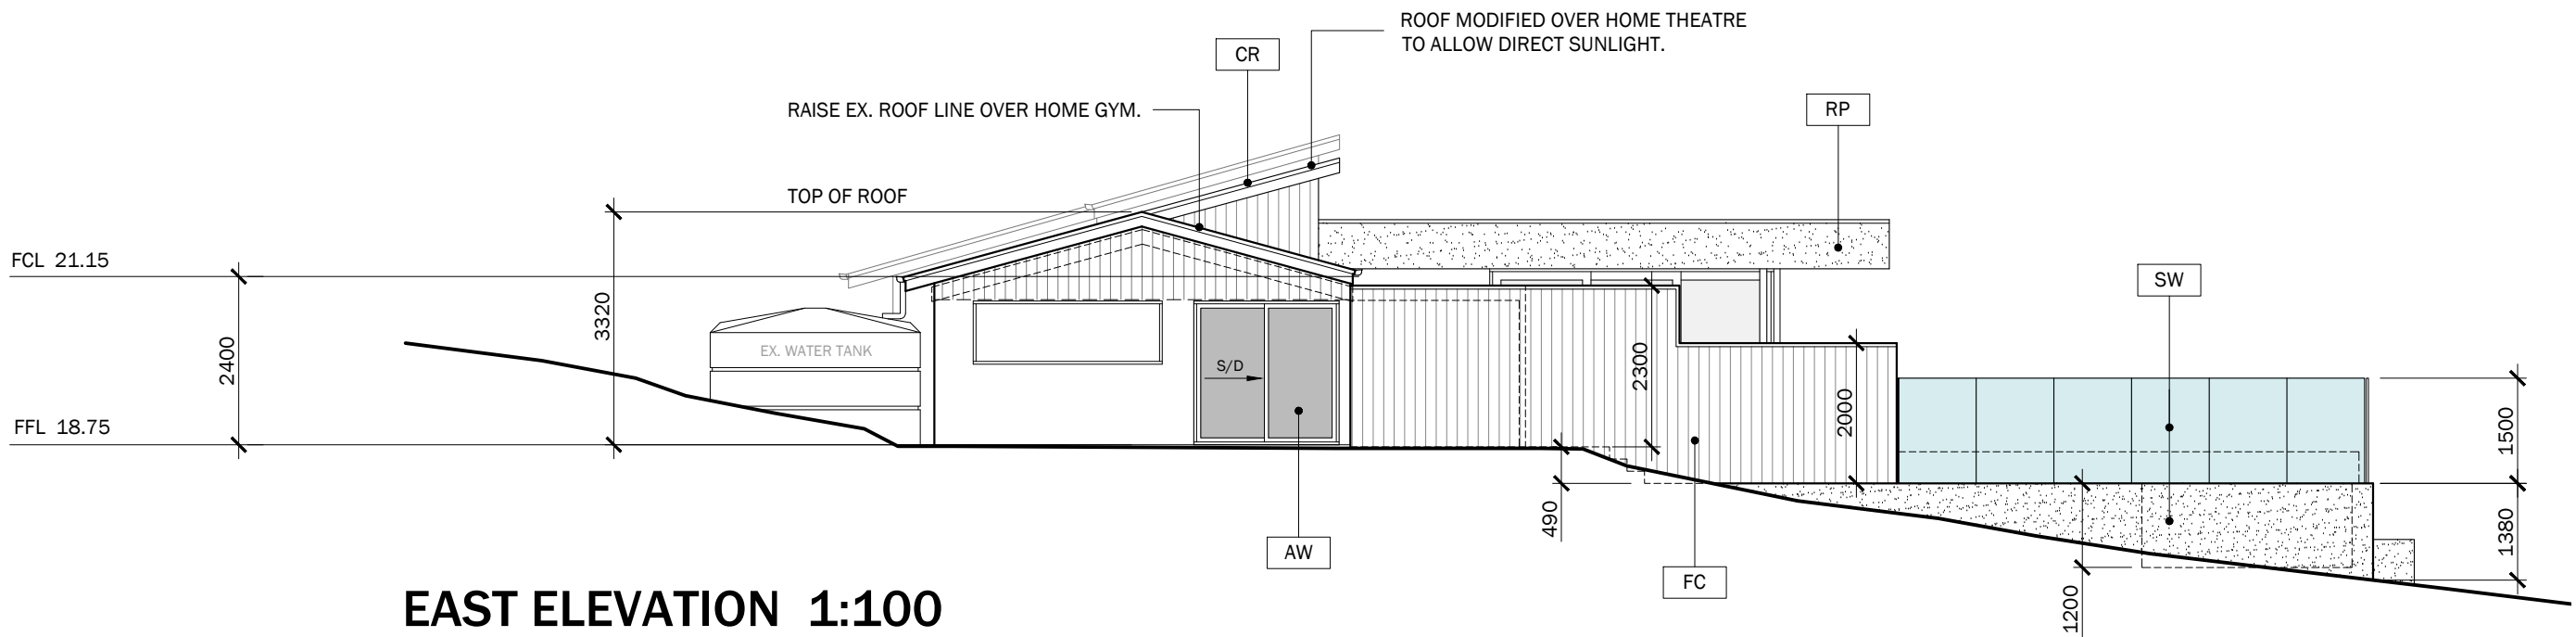 ROOF MODIFIED OVER HOME THEATRE
TO ALLOW DIRECT SUNLIGHT.
CR
RAISE EX. ROOF LINE OVER HOME GYM.
RP
TOP OF ROOF
FCL 21.15
SW
3320
2400
EX. WATER TANK
S/D
2300
2000
1500
FFL 18.75
490
1380
AW
FC
1200
EAST ELEVATION 1:100